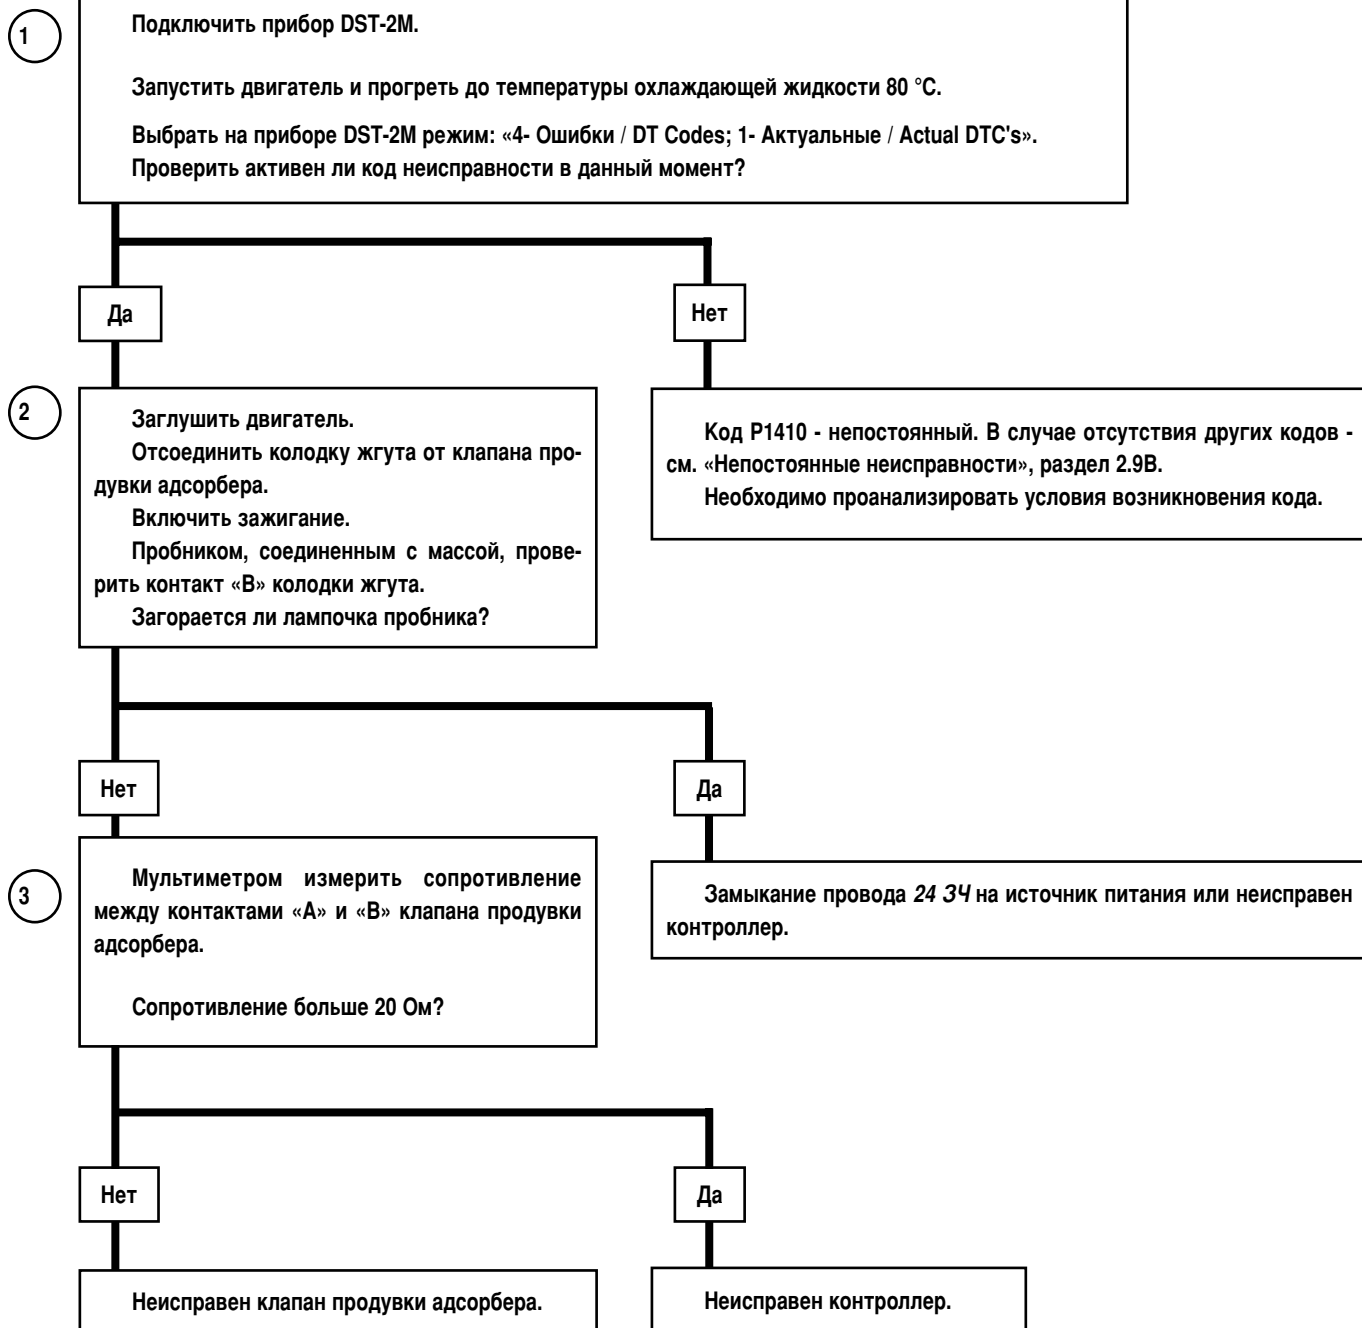 1
Подключить прибор DST-2M.
Запустить двигатель и прогреть до температуры охлаждающей жидкости 80 °С.
Выбрать на приборе DST-2M режим: «4- Ошибки / DT Codes; 1- Актуальные / Actual DTC's».
Проверить активен ли код неисправности в данный момент?
Да
Нет
2
Заглушить двигатель.
Отсоединить колодку жгута от клапана про-
дувки адсорбера.
Включить зажигание.
Пробником, соединенным с массой, прове-
рить контакт «В» колодки жгута.
Загорается ли лампочка пробника?
Код Р1410 - непостоянный. В случае отсутствия других кодов -
см. «Непостоянные неисправности», раздел 2.9В.
Необходимо проанализировать условия возникновения кода.
Нет
Да
3
Мультиметром измерить сопротивление
между контактами «А» и «В» клапана продувки
адсорбера.
Сопротивление больше 20 Ом?
Замыкание провода 24 ЗЧ на источник питания или неисправен
контроллер.
Нет
Да
Неисправен клапан продувки адсорбера.
Неисправен контроллер.